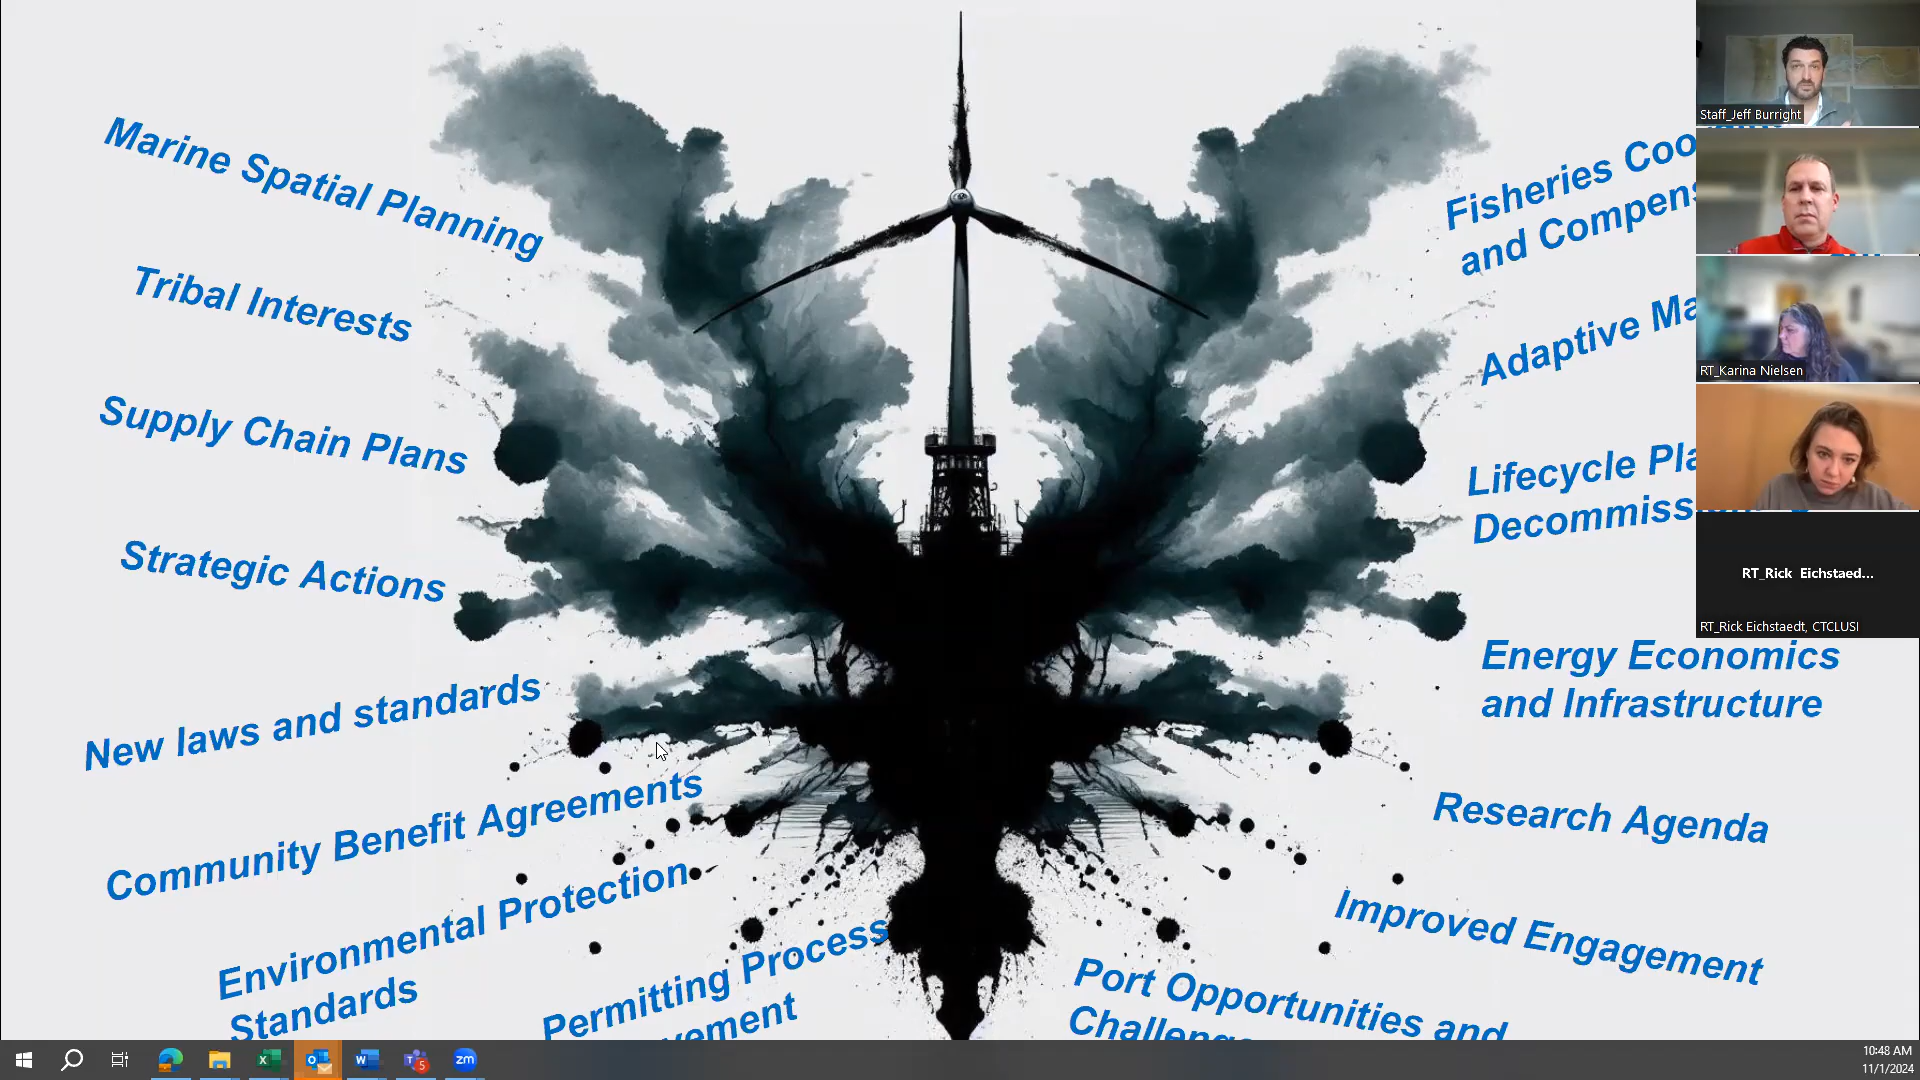 Marine Spatial Planning
Tribal Interests
Supply Chain Plans
Strategic Actions
New laws and standards
Community Benefit Agreements
Environmental Protection
Standards
Permitting Process
Port Opportunities and
Improved Engagement
Research Agenda
Energy Economics
and Infrastructure
Lifecycle
Adaptive
Fisheries
and
Staff_Jeff Burright
RT_Karina Nielsen
RT_Rick Eichstaed...
RT_Rick Eichstaedt, CTCLUSI
zm
10:48 AM
11/1/2024